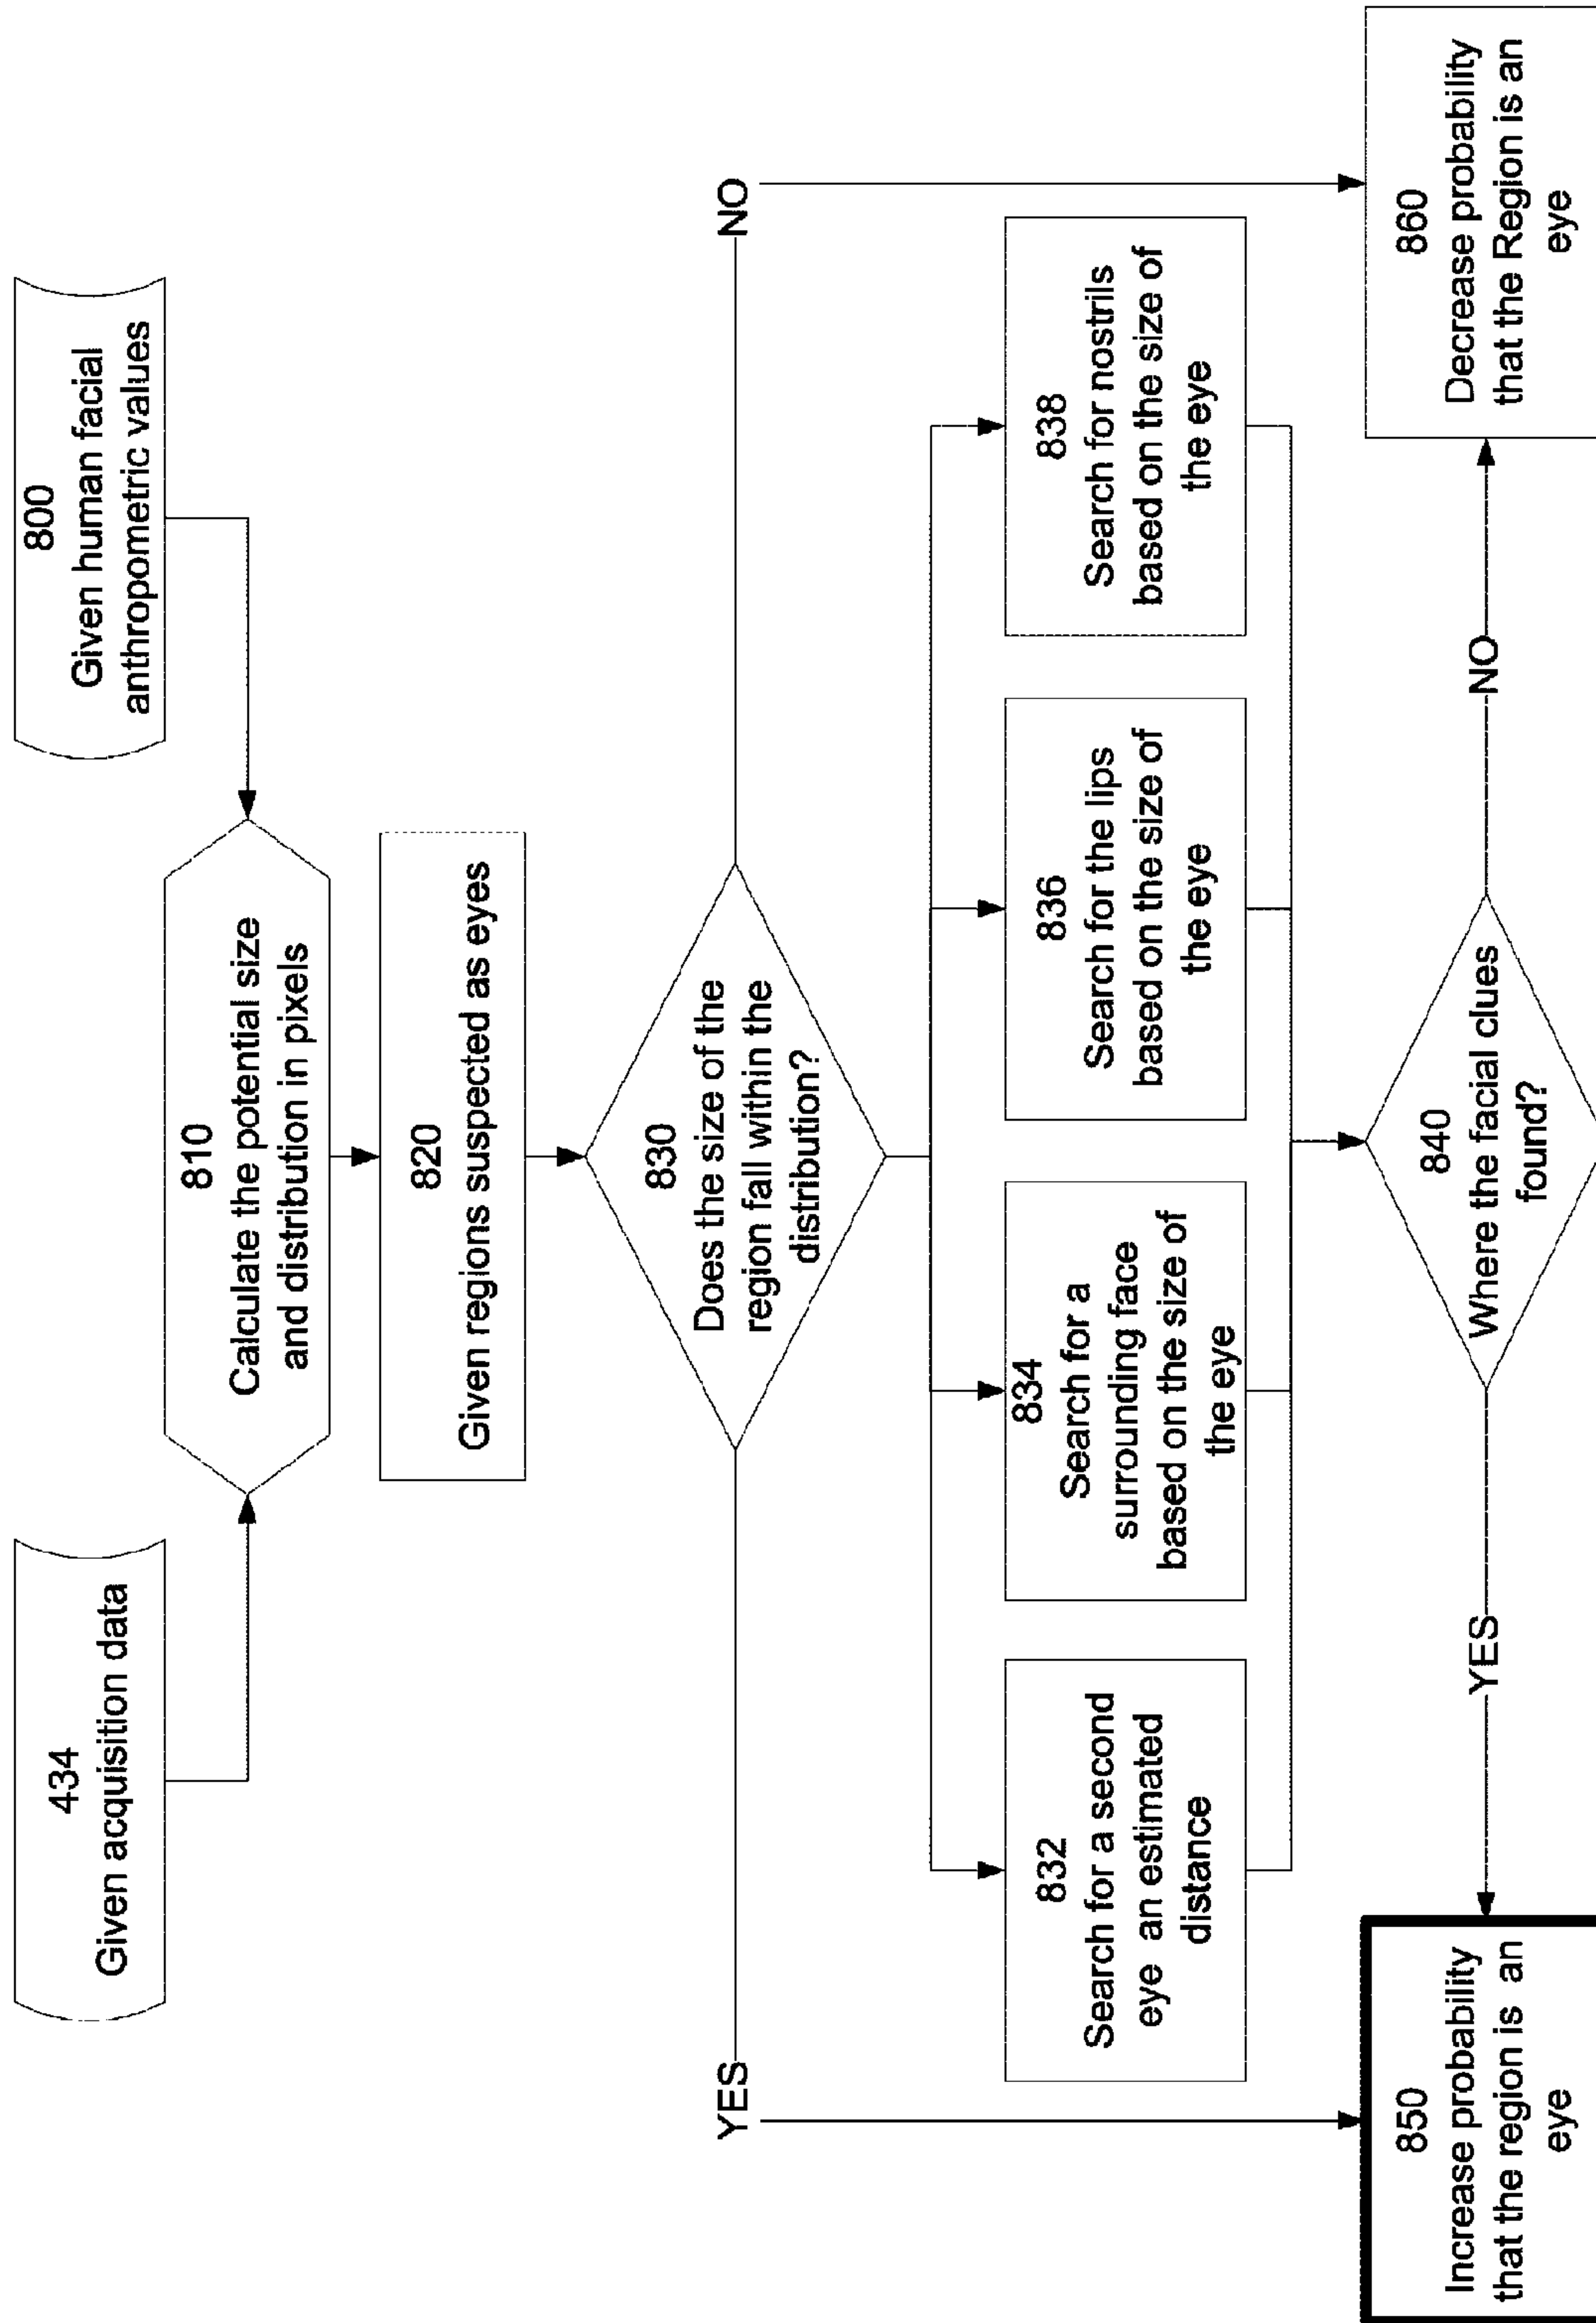 434
Given acquisition data
800
Given human facial
anthropometric values
810
Calculate the potential size
and distribution in pixels
820
Given regions suspected as eyes
830
Does the size of the
region fall within the
distribution?
YES
NO
832
Search for a second
eye an estimated
distance
834
Search for a
surrounding face
based on the size of
the eye
836
Search for the lips
based on the size of
the eye
838
Search for nostrils
based on the size of
the eye
840
Where the facial clues
found?
YES
NO
850
Increase probability
that the region is an
eye
860
Decrease probability
that the Region is an
eye